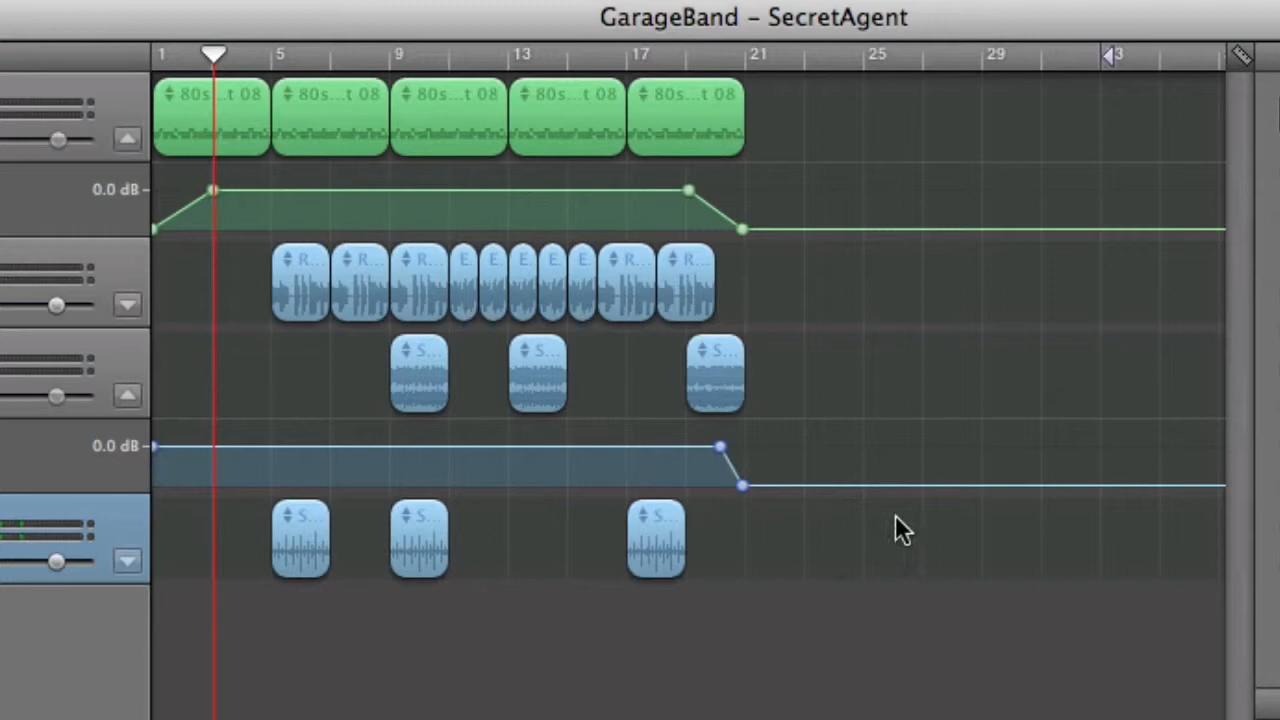 GarageBand – SecretAgent
1 5 9 13 17 21 25 29 3
80s...t 08 80s...t 08 80s...t 08 80s...t 08 80s...t 08
0.0 dB
R... R... R... E. E. E. E. E. R... R...
S... S... S...
0.0 dB
S... S... S...